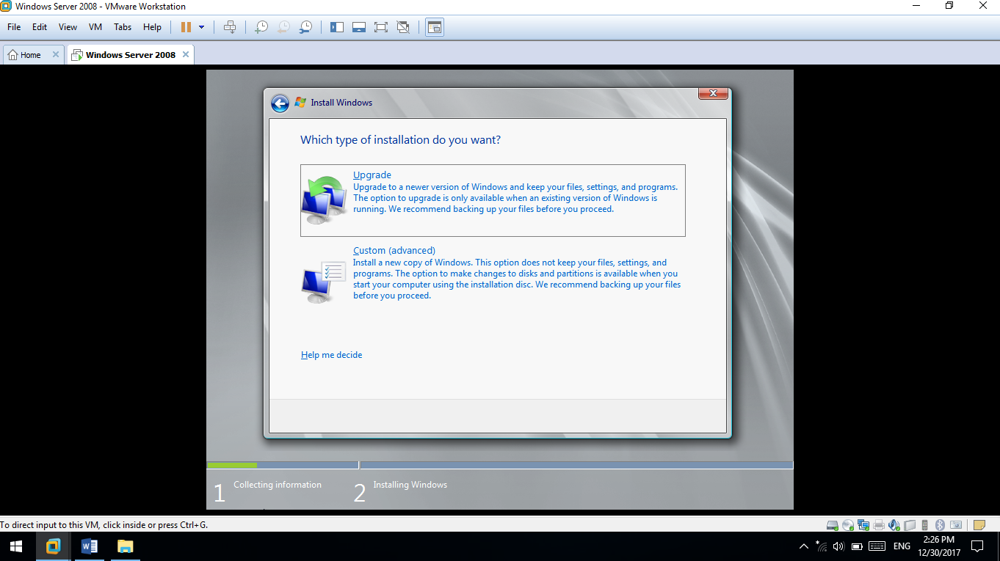 Windows Server 2008 - VMware Workstation
File Edit View VM Tabs Help
Home Windows Server 2008
Install Windows
Which type of installation do you want?
Upgrade
Upgrade to a newer version of Windows and keep your files, settings, and programs.
The option to upgrade is only available when an existing version of Windows is
running. We recommend backing up your files before you proceed.
Custom (advanced)
Install a new copy of Windows. This option does not keep your files, settings, and
programs. The option to make changes to disks and partitions is available when you
start your computer using the installation disc. We recommend backing up your files
before you proceed.
Help me decide
1 Collecting information 2 Installing Windows
To direct input to this VM, click inside or press Ctrl+G.
ENG 2:26 PM
12/30/2017